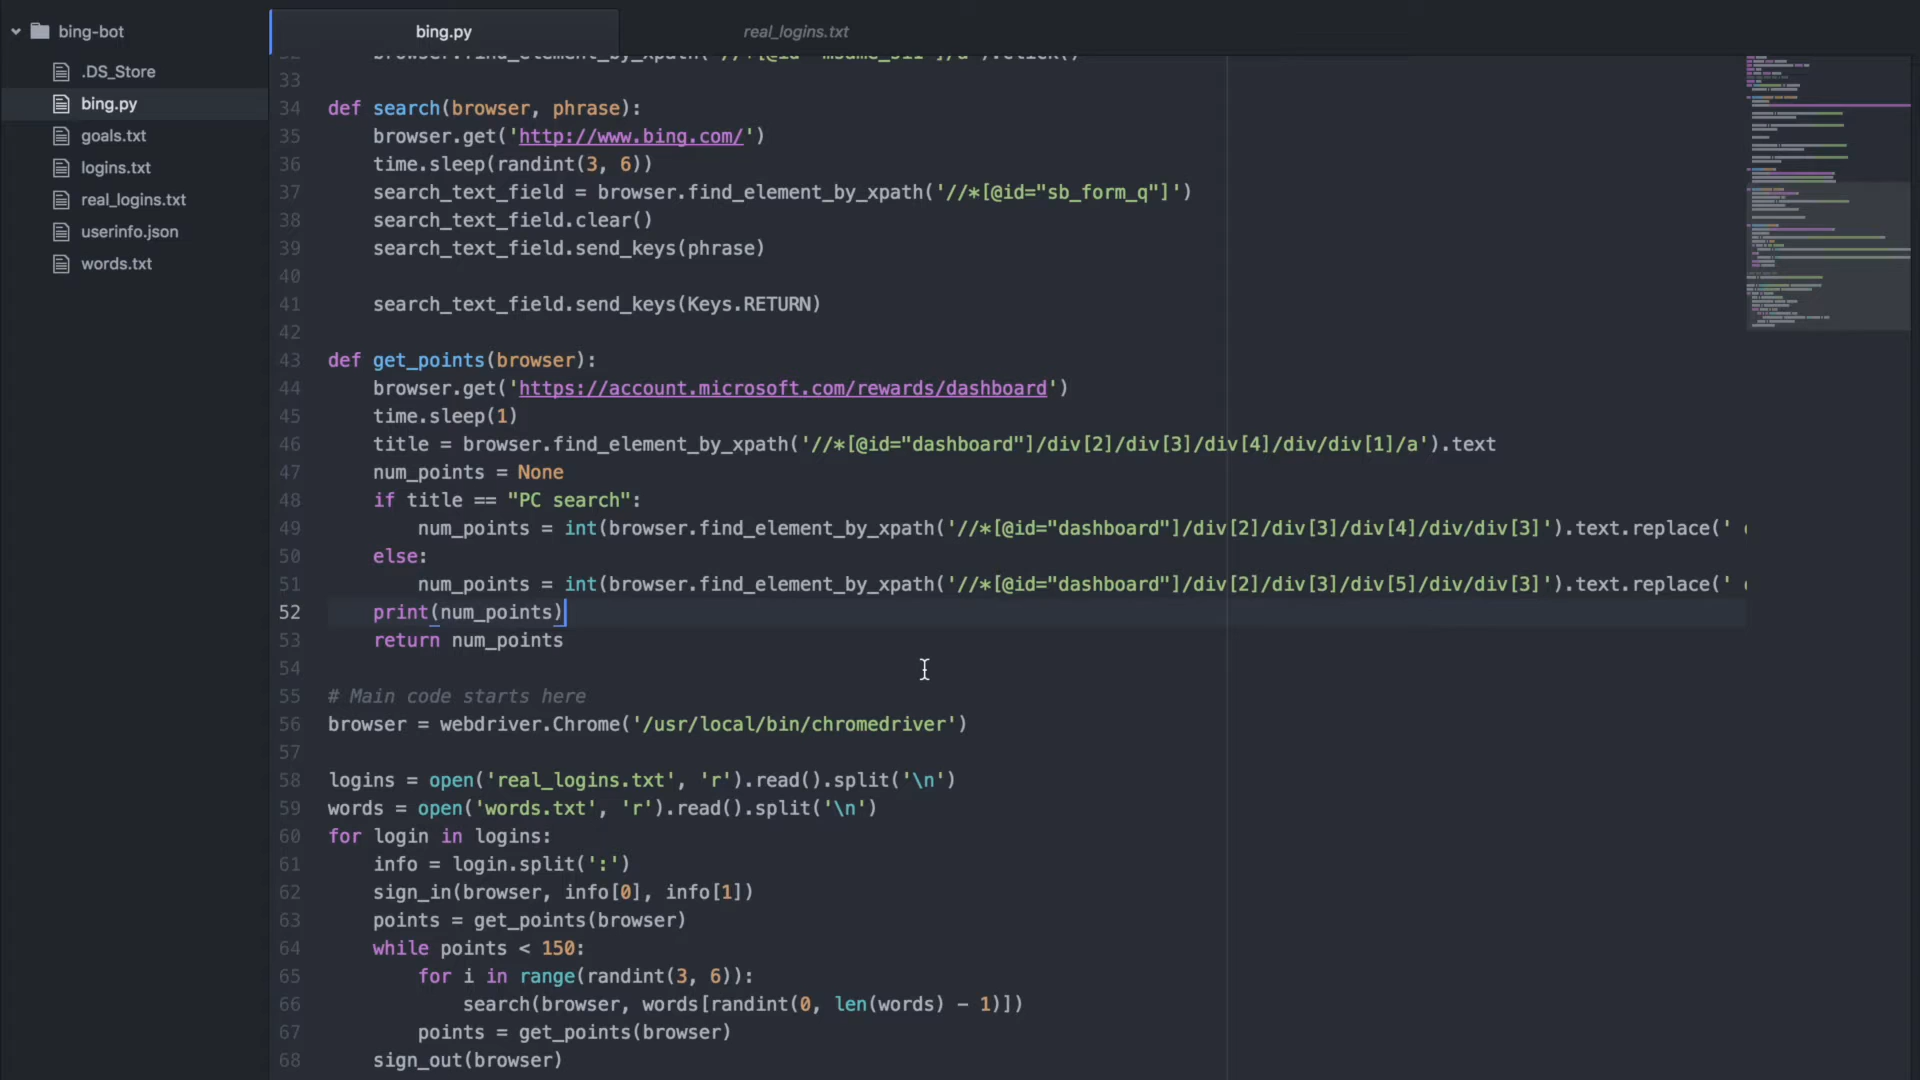 bing-bot
.DS_Store
bing.py
goals.txt
logins.txt
real_logins.txt
userinfo.json
words.txt
bing.py
real_logins.txt
33
34 def search(browser, phrase):
35 browser.get('http://www.bing.com/')
36 time.sleep(randint(3, 6))
37 search_text_field = browser.find_element_by_xpath('//*[@id="sb_form_q"]')
38 search_text_field.clear()
39 search_text_field.send_keys(phrase)
40
41 search_text_field.send_keys(Keys.RETURN)
42
43 def get_points(browser):
44 browser.get('https://account.microsoft.com/rewards/dashboard')
45 time.sleep(1)
46 title = browser.find_element_by_xpath('//*[@id="dashboard"]/div[2]/div[3]/div[4]/div/div[1]/a').text
47 num_points = None
48 if title == "PC search":
49 num_points = int(browser.find_element_by_xpath('//*[@id="dashboard"]/div[2]/div[3]/div[4]/div/div[3]').text.replace('
50 else:
51 num_points = int(browser.find_element_by_xpath('//*[@id="dashboard"]/div[2]/div[3]/div[5]/div/div[3]').text.replace('
52 print(num_points)
53 return num_points
54
55 # Main code starts here
56 browser = webdriver.Chrome('/usr/local/bin/chromedriver')
57
58 logins = open('real_logins.txt', 'r').read().split('\n')
59 words = open('words.txt', 'r').read().split('\n')
60 for login in logins:
61 info = login.split(':')
62 sign_in(browser, info[0], info[1])
63 points = get_points(browser)
64 while points < 150:
65 for i in range(randint(3, 6)):
66 search(browser, words[randint(0, len(words) - 1)])
67 points = get_points(browser)
68 sign_out(browser)